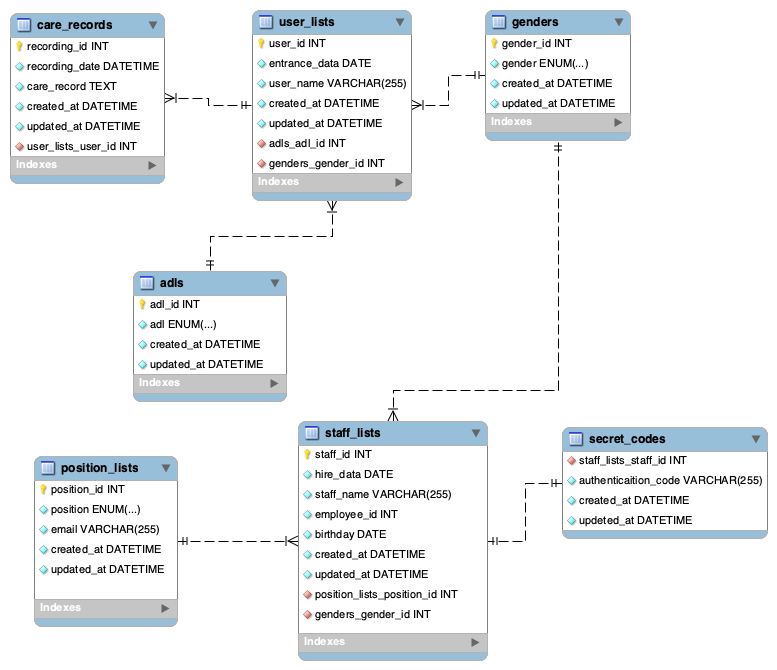 care_records
recording_id INT
recording_date DATETIME
care_record TEXT
created_at DATETIME
updated_at DATETIME
user_lists_user_id INT
Indexes
user_lists
user_id INT
entrance_data DATE
user_name VARCHAR(255)
created_at DATETIME
updated_at DATETIME
adls_adl_id INT
genders_gender_id INT
Indexes
genders
gender_id INT
gender ENUM(...)
created_at DATETIME
updated_at DATETIME
Indexes
adls
adl_id INT
adl ENUM(...)
created_at DATETIME
updated_at DATETIME
Indexes
position_lists
position_id INT
position ENUM(...)
email VARCHAR(255)
created_at DATETIME
updated_at DATETIME
Indexes
staff_lists
staff_id INT
hire_data DATE
staff_name VARCHAR(255)
employee_id INT
birthday DATE
created_at DATETIME
updated_at DATETIME
position_lists_position_id INT
genders_gender_id INT
Indexes
secret_codes
staff_lists_staff_id INT
authenticaition_code VARCHAR(255)
created_at DATETIME
updeted_at DATETIME